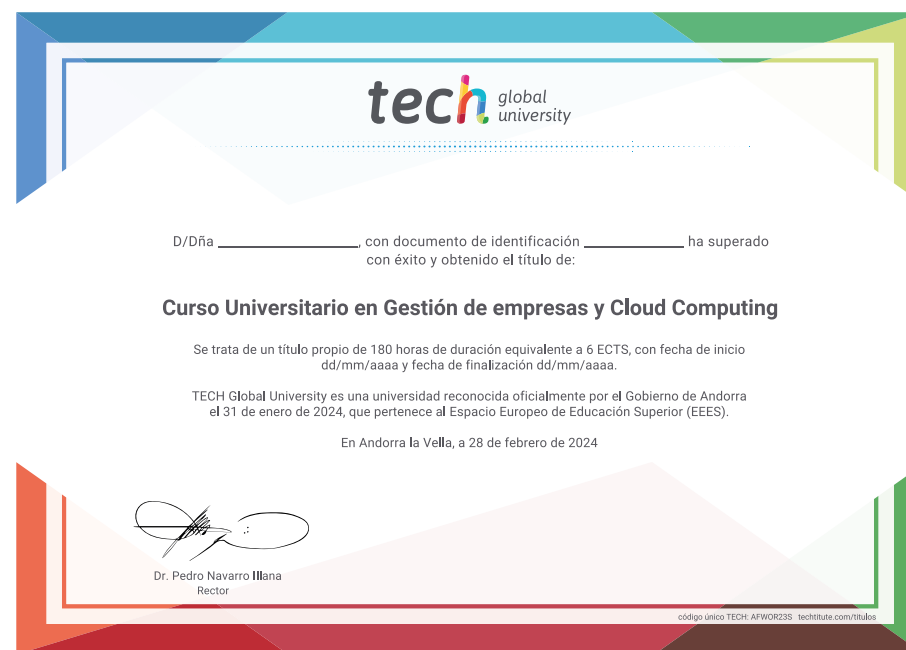 tech global
university
D/Dña ______________, con documento de identificación ______________ ha superado
con éxito y obtenido el título de:
Curso Universitario en Gestión de empresas y Cloud Computing
Se trata de un título propio de 180 horas de duración equivalente a 6 ECTS, con fecha de inicio
dd/mm/aaaa y fecha de finalización dd/mm/aaaa.
TECH Global University es una universidad reconocida oficialmente por el Gobierno de Andorra
el 31 de enero de 2024, que pertenece al Espacio Europeo de Educación Superior (EEES).
En Andorra la Vella, a 28 de febrero de 2024
Dr. Pedro Navarro Illana
Rector
código único TECH: AFWOR23S techtitute.com/titulos